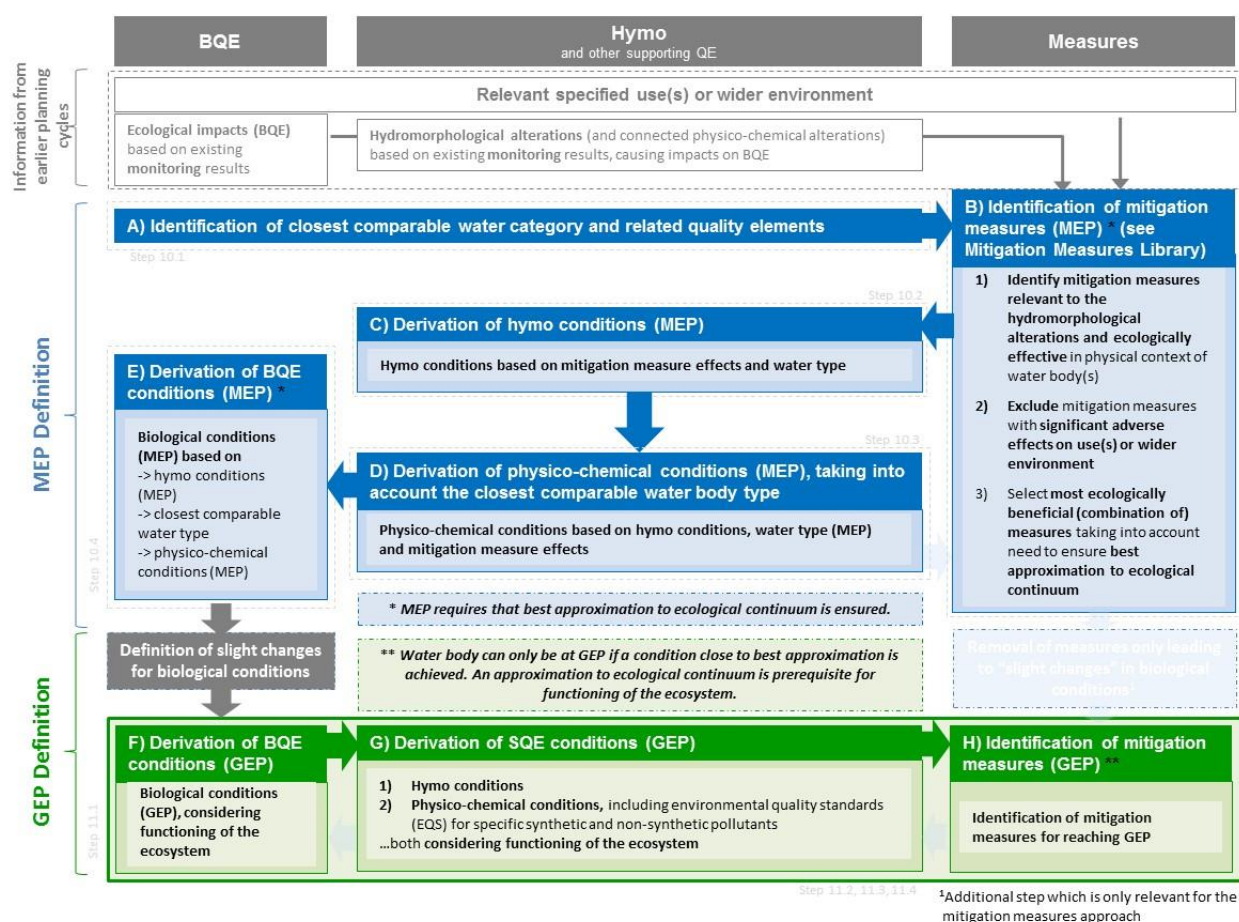 BQE
Hymo
and other supporting QE
Measures
Information from
earlier planning
cycles
Relevant specified use(s) or wider environment
Ecological impacts (BQE)
based on existing
monitoring results
Hydromorphological alterations (and connected physico-chemical alterations)
based on existing monitoring results, causing impacts on BQE
MEP Definition
A) Identification of closest comparable water category and related quality elements
Step 10.1
B) Identification of mitigation
measures (MEP) * (see
Mitigation Measures Library)
1) Identify mitigation measures
relevant to the
hydromorphological
alterations and ecologically
effective in physical context of
water body(s)
2) Exclude mitigation measures
with significant adverse
effects on use(s) or wider
environment
3) Select most ecologically
beneficial (combination of)
measures taking into account
need to ensure best
approximation to ecological
continuum
Step 10.2
C) Derivation of hymo conditions (MEP)
Hymo conditions based on mitigation measure effects and water type
Step 10.3
D) Derivation of physico-chemical conditions (MEP), taking into
account the closest comparable water body type
Physico-chemical conditions based on hymo conditions, water type (MEP)
and mitigation measure effects
E) Derivation of BQE
conditions (MEP) *
Biological conditions
(MEP) based on
-> hymo conditions
(MEP)
-> closest comparable
water type
-> physico-chemical
conditions (MEP)
Step 10.4
* MEP requires that best approximation to ecological continuum is ensured.
GEP Definition
Definition of slight changes
for biological conditions
** Water body can only be at GEP if a condition close to best approximation is
achieved. An approximation to ecological continuum is prerequisite for
functioning of the ecosystem.
Removal of measures only leading
to "slight changes" in biological
conditions¹
F) Derivation of BQE
conditions (GEP)
Biological conditions
(GEP), considering
functioning of the
ecosystem
Step 11.1
G) Derivation of SQE conditions (GEP)
1) Hymo conditions
2) Physico-chemical conditions, including environmental quality standards
(EQS) for specific synthetic and non-synthetic pollutants
...both considering functioning of the ecosystem
Step 11.2, 11.3, 11.4
H) Identification of mitigation
measures (GEP) **
Identification of mitigation
measures for reaching GEP
¹Additional step which is only relevant for the
mitigation measures approach